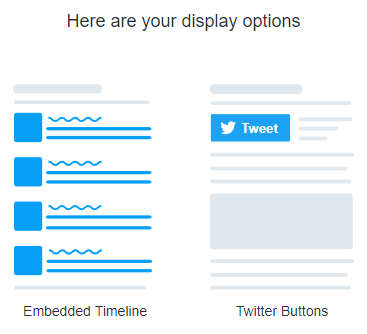 Here are your display options
Tweet
Embedded Timeline
Twitter Buttons